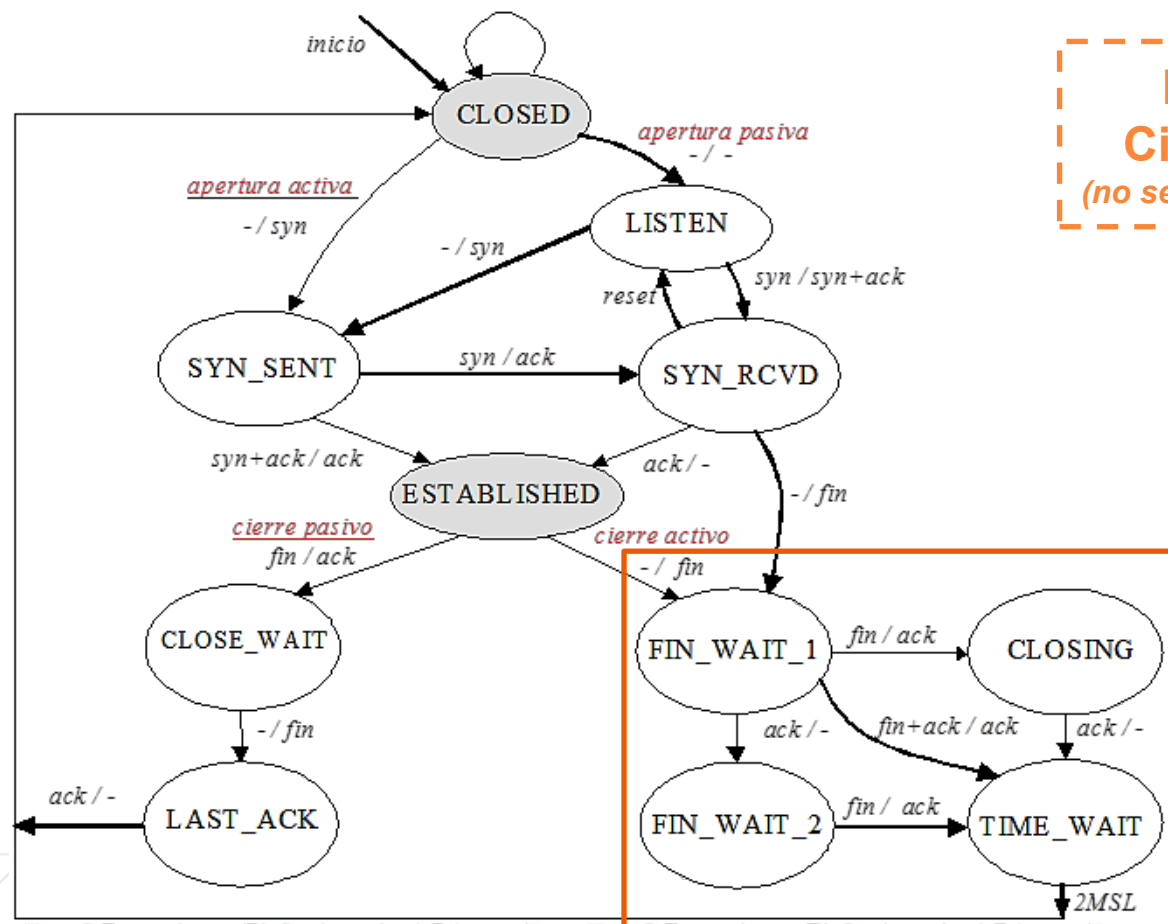 inicio
CLOSED
apertura pasiva
- / -
apertura activa
- / syn
LISTEN
- / syn
syn / syn+ack
reset
SYN_SENT
syn / ack
SYN_RCVD
syn+ack / ack
ack / -
- / fin
ESTABLISHED
cierre pasivo
fin / ack
cierre activo
- / fin
CLOSE_WAIT
FIN_WAIT_1
fin / ack
CLOSING
- / fin
ack / -
fin+ack / ack
ack / -
ack / -
LAST_ACK
FIN_WAIT_2
fin / ack
TIME_WAIT
2MSL
(no se